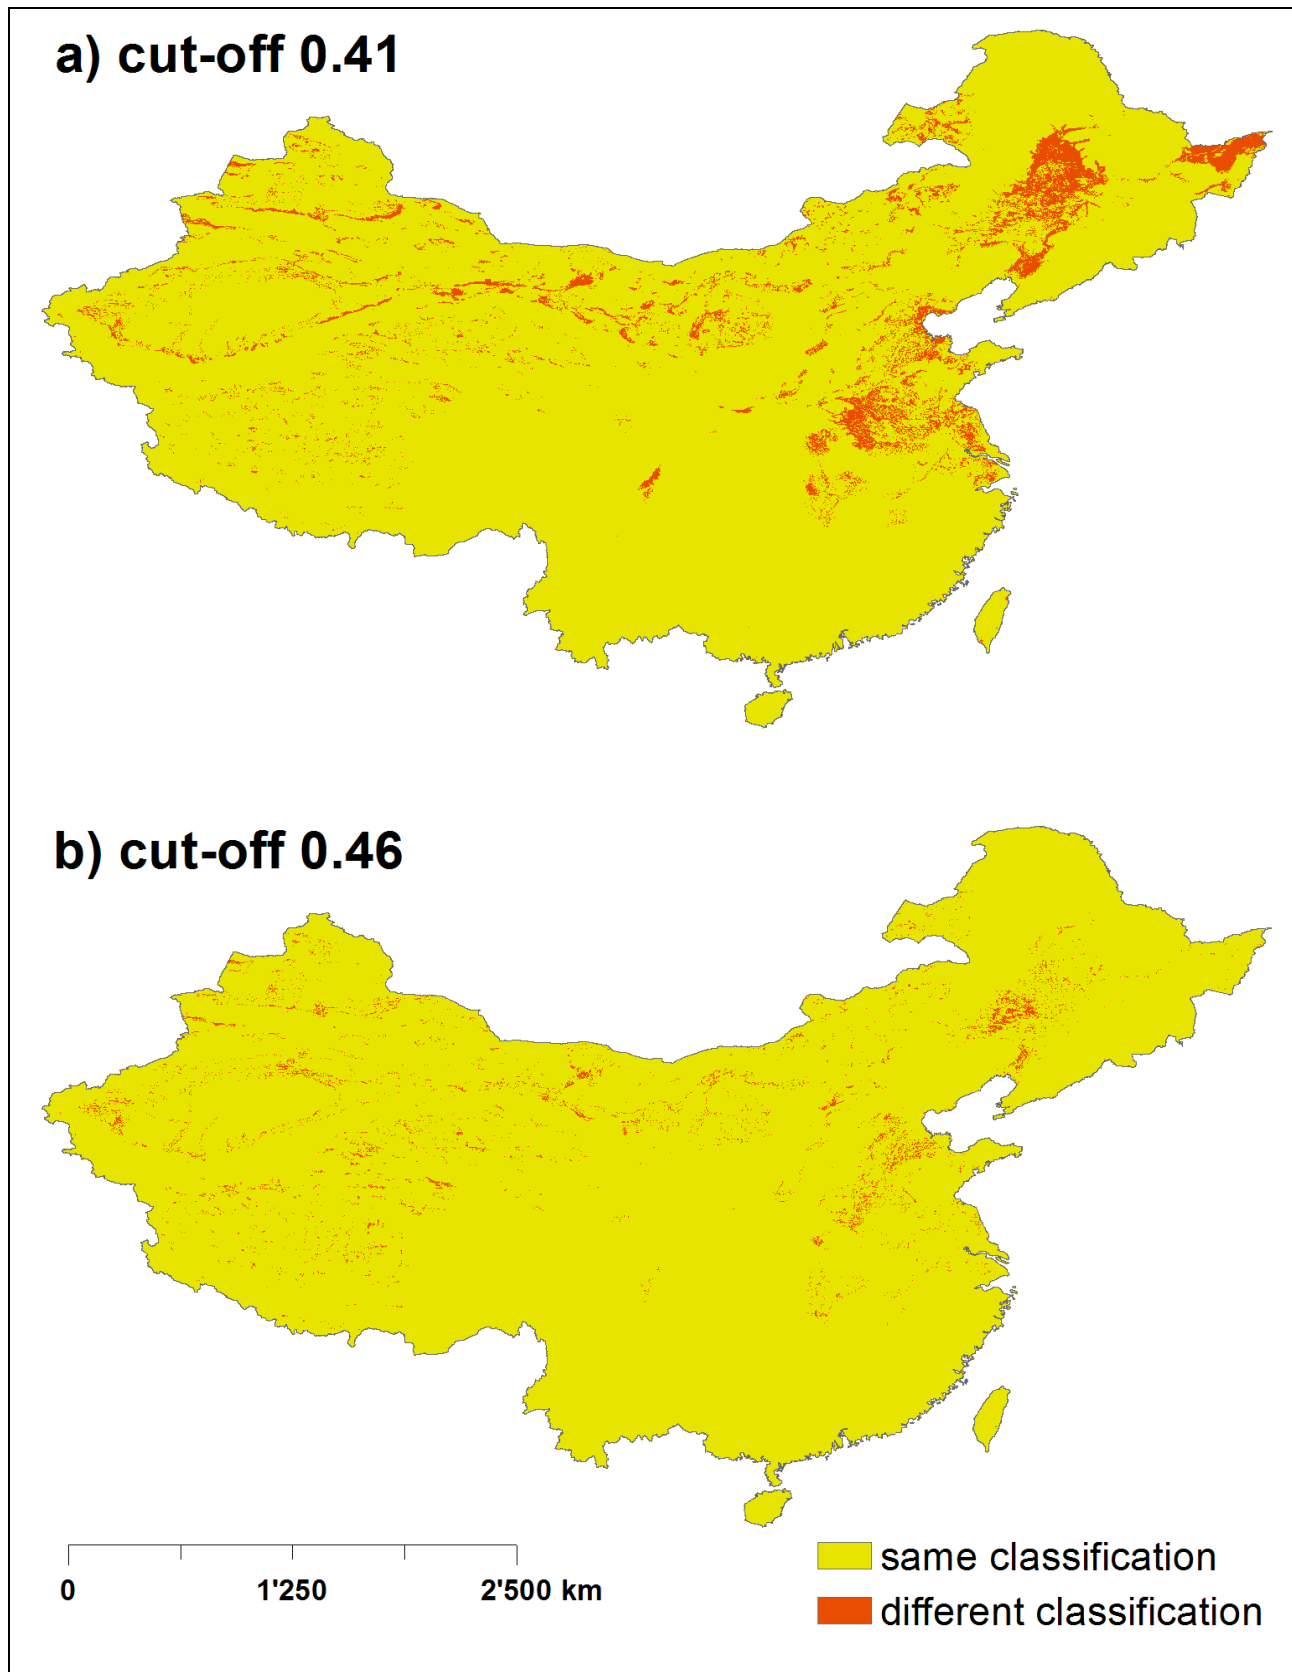 a) cut-off 0.41
b) cut-off 0.46
0 1'250 2'500 km
same classification
different classification